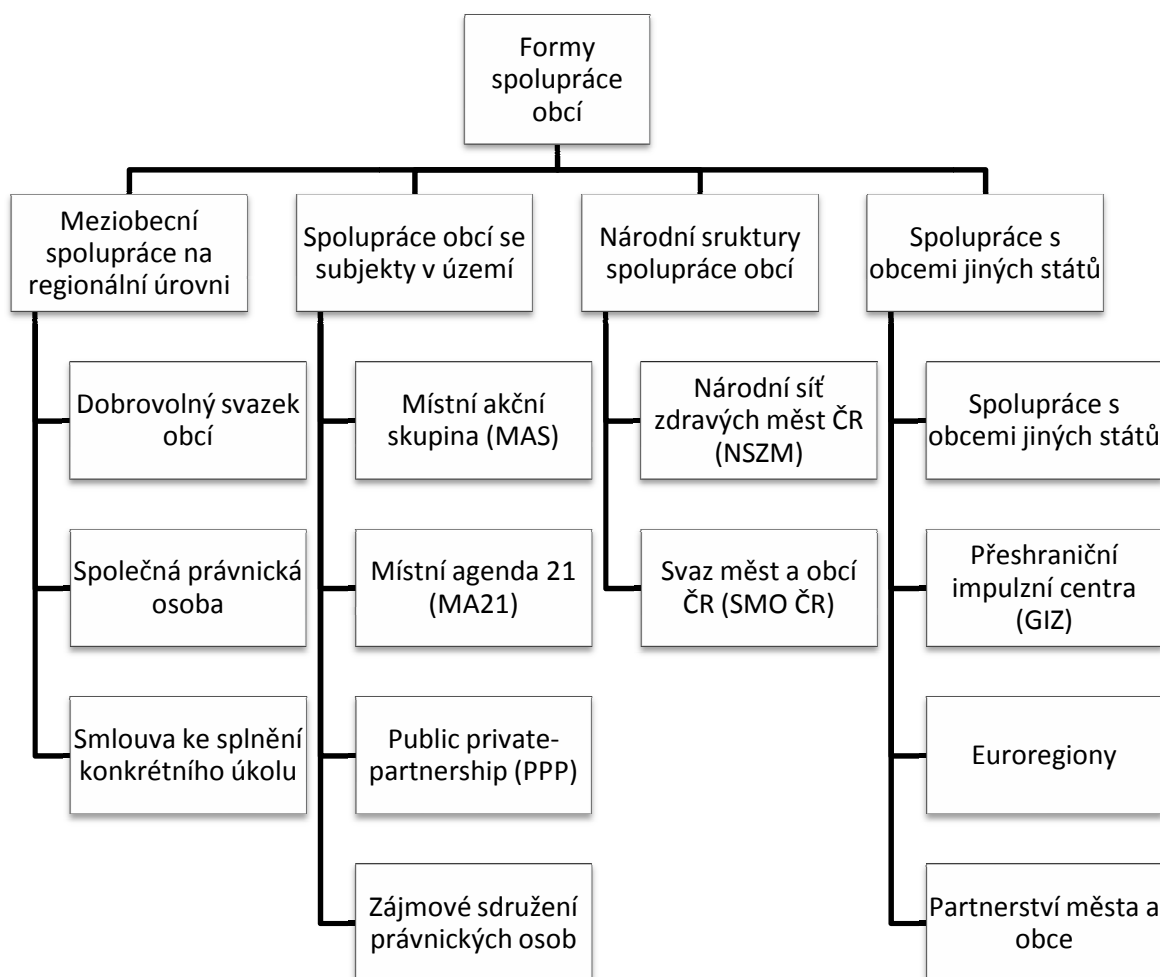 Formy
spolupráce
obcí
Meziobecní
spolupráce na
regionální úrovni
Spolupráce obcí se
subjekty v území
Národní sruktury
spolupráce obcí
Spolupráce s
obcemi jiných států
Dobrovolný svazek
obcí
Společná právnická
osoba
Smlouva ke splnění
konkrétního úkolu
Místní akční
skupina (MAS)
Místní agenda 21
(MA21)
Public private-
partnership (PPP)
Zájmové sdružení
právnických osob
Národní síť
zdravých měst ČR
(NSZM)
Svaz měst a obcí
ČR (SMO ČR)
Spolupráce s
obcemi jiných států
Přeshraniční
impulzní centra
(GIZ)
Euroregiony
Partnerství města a
obce